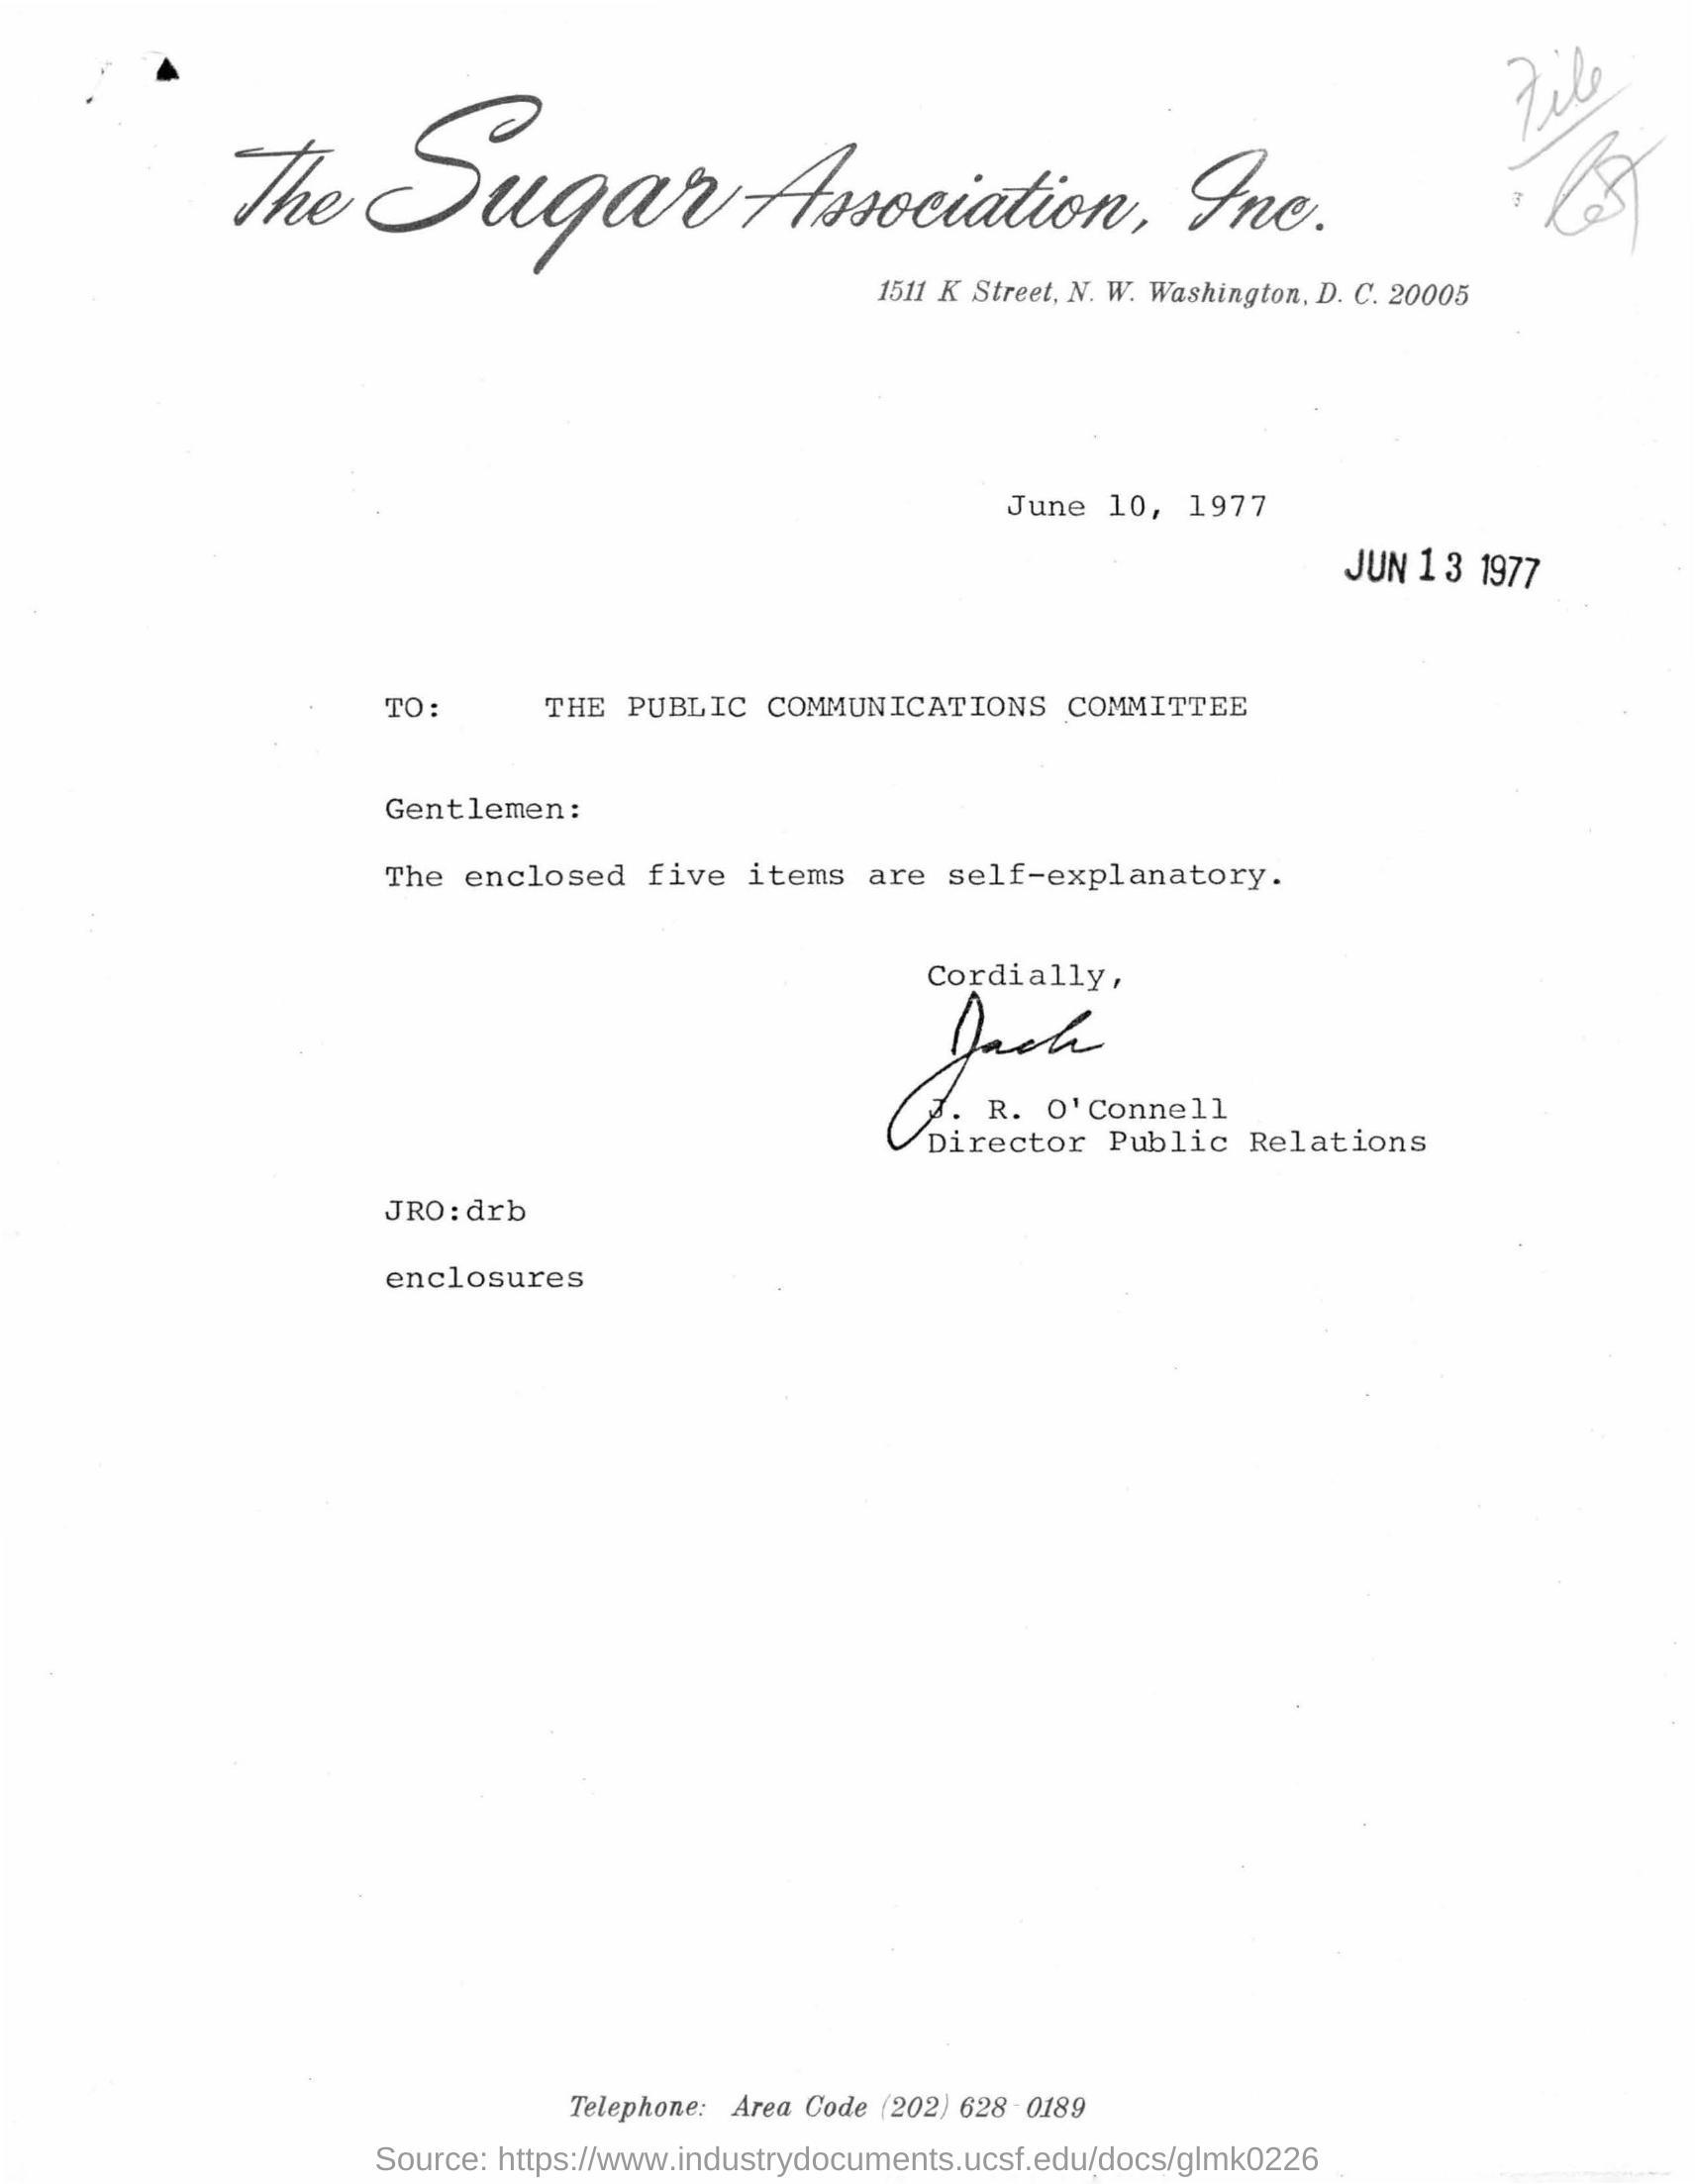 File
The Sugar Association, Inc.
1511 K Street, N. W. Washington, D. C. 20005
June 10, 1977
JUN 13 1977
TO: THE PUBLIC COMMUNICATIONS COMMITTEE
Gentlemen:
The enclosed five items are self-explanatory.
Cordially,
Jack
J. R. O'Connell
Director Public Relations
JRO:drb
enclosures
Telephone: Area Code (202) 628-0189
Source: https://www.industrydocuments.ucsf.edu/docs/glmk0226